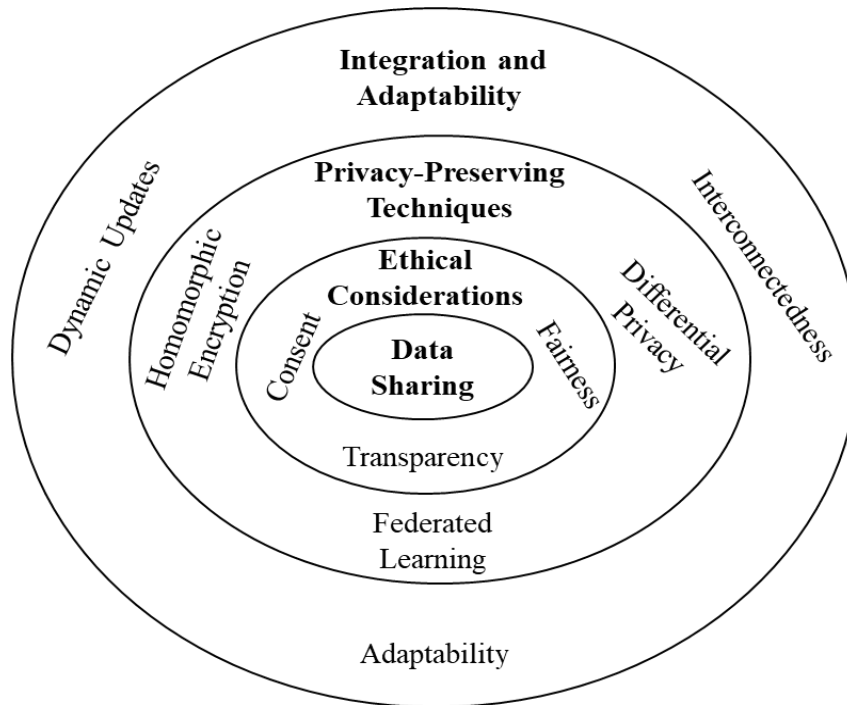 Integration and
Adaptability
Dynamic Updates
Interconnectedness
Privacy-Preserving
Techniques
Homomorphic
Encryption
Differential
Privacy
Ethical
Considerations
Consent
Fairness
Data
Sharing
Transparency
Federated
Learning
Adaptability